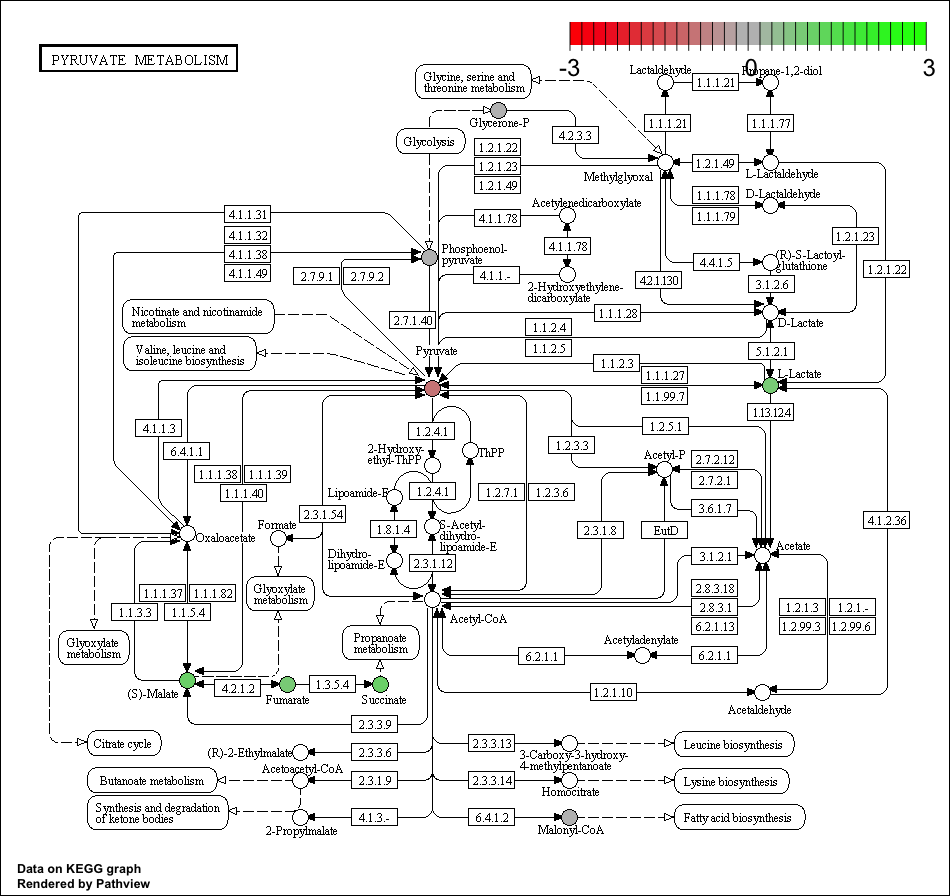 PYRUVATE METABOLISM
-3
0
3
Glycine, serine and
threonine metabolism
Lactaldehyde
1.1.1.21
Propane-1,2-diol
Glycerone-P
Glycolysis
4.2.3.3
1.1.1.21
1.1.1.77
1.2.1.22
1.2.1.23
1.2.1.49
Methylglyoxal
1.2.1.49
L-Lactaldehyde
1.1.1.78
D-Lactaldehyde
1.1.1.79
Acetylenedicarboxylate
4.1.1.78
4.1.1.78
4.1.1.-
2-Hydroxyethylene-
dicarboxylate
4.1.1.31
4.1.1.32
4.1.1.38
4.1.1.49
Phosphoenol-
pyruvate
2.7.9.1
2.7.9.2
1.2.1.23
4.4.1.5
(R)-S-Lactoyl-
glutathione
1.2.1.22
4.2.1.130
3.1.2.6
Nicotinate and nicotinamide
metabolism
2.7.1.40
1.1.1.28
D-Lactate
1.1.2.4
1.1.2.5
Valine, leucine and
isoleucine biosynthesis
Pyruvate
5.1.2.1
1.1.2.3
1.1.1.27
1.1.99.7
L-Lactate
1.13.12.4
4.1.1.3
6.4.1.1
1.2.4.1
1.2.3.3
1.2.5.1
2-Hydroxy-
ethyl-ThPP
ThPP
Acetyl-P
2.7.2.12
2.7.2.1
1.1.1.38
1.1.1.39
1.1.1.40
Lipoamide-E
1.2.4.1
1.2.7.1
1.2.3.6
3.6.1.7
2.3.1.54
Formate
1.8.1.4
S-Acetyl-
dihydro-
lipoamide-E
2.3.1.8
EutD
4.1.2.36
Oxaloacetate
Dihydro-
lipoamide-E
2.3.1.12
3.1.2.1
Acetate
Glyoxylate
metabolism
2.8.3.18
2.8.3.1
6.2.1.13
1.1.1.37
1.1.1.82
1.1.3.3
1.1.5.4
1.2.1.3
1.2.1.-
1.2.99.3
1.2.99.6
Acetyl-CoA
Glyoxylate
metabolism
Propanoate
metabolism
Acetyladenylate
6.2.1.1
6.2.1.1
(S)-Malate
4.2.1.2
Fumarate
1.3.5.4
Succinate
1.2.1.10
Acetaldehyde
2.3.3.9
Citrate cycle
(R)-2-Ethylmalate
2.3.3.6
2.3.3.13
3-Carboxy-3-hydroxy-
4-methylpentanoate
Leucine biosynthesis
Butanoate metabolism
Acetoacetyl-CoA
2.3.1.9
2.3.3.14
Homocitrate
Lysine biosynthesis
Synthesis and degradation
of ketone bodies
2-Propylmalate
4.1.3.-
6.4.1.2
Malonyl-CoA
Fatty acid biosynthesis
Data on KEGG graph
Rendered by Pathview